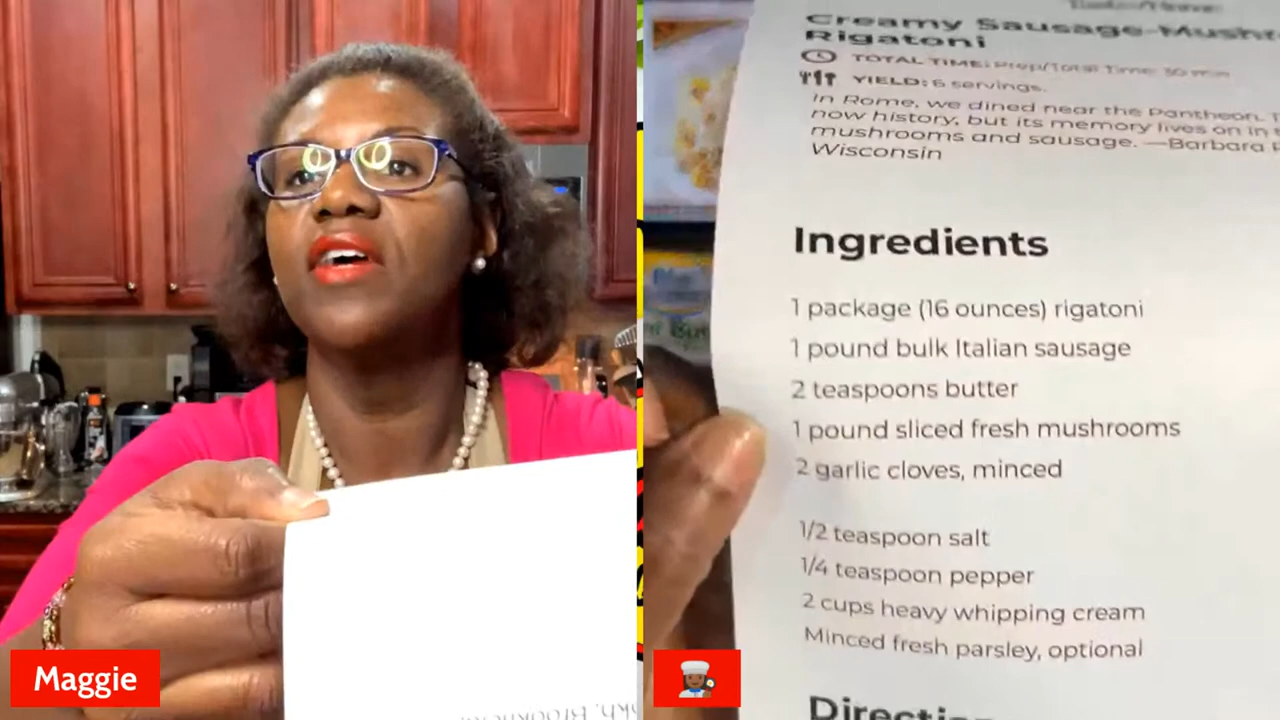 Creamy Sausage-Mush
Rigatoni
TOTAL TIME: Prep/Total Time: 30 min
YIELD: 6 servings.
In Rome, we dined near the Pantheon.
now history, but its memory lives on in
mushrooms and sausage. —Barbara
Wisconsin
Ingredients
1 package (16 ounces) rigatoni
1 pound bulk Italian sausage
2 teaspoons butter
1 pound sliced fresh mushrooms
2 garlic cloves, minced
1/2 teaspoon salt
1/4 teaspoon pepper
2 cups heavy whipping cream
Minced fresh parsley, optional
Maggie